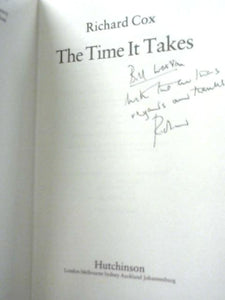 Richard Cox
The Time It Takes
Bill
with the author's
regards and thanks
Richard
Hutchinson
London Melbourne Sydney Auckland Johannesburg